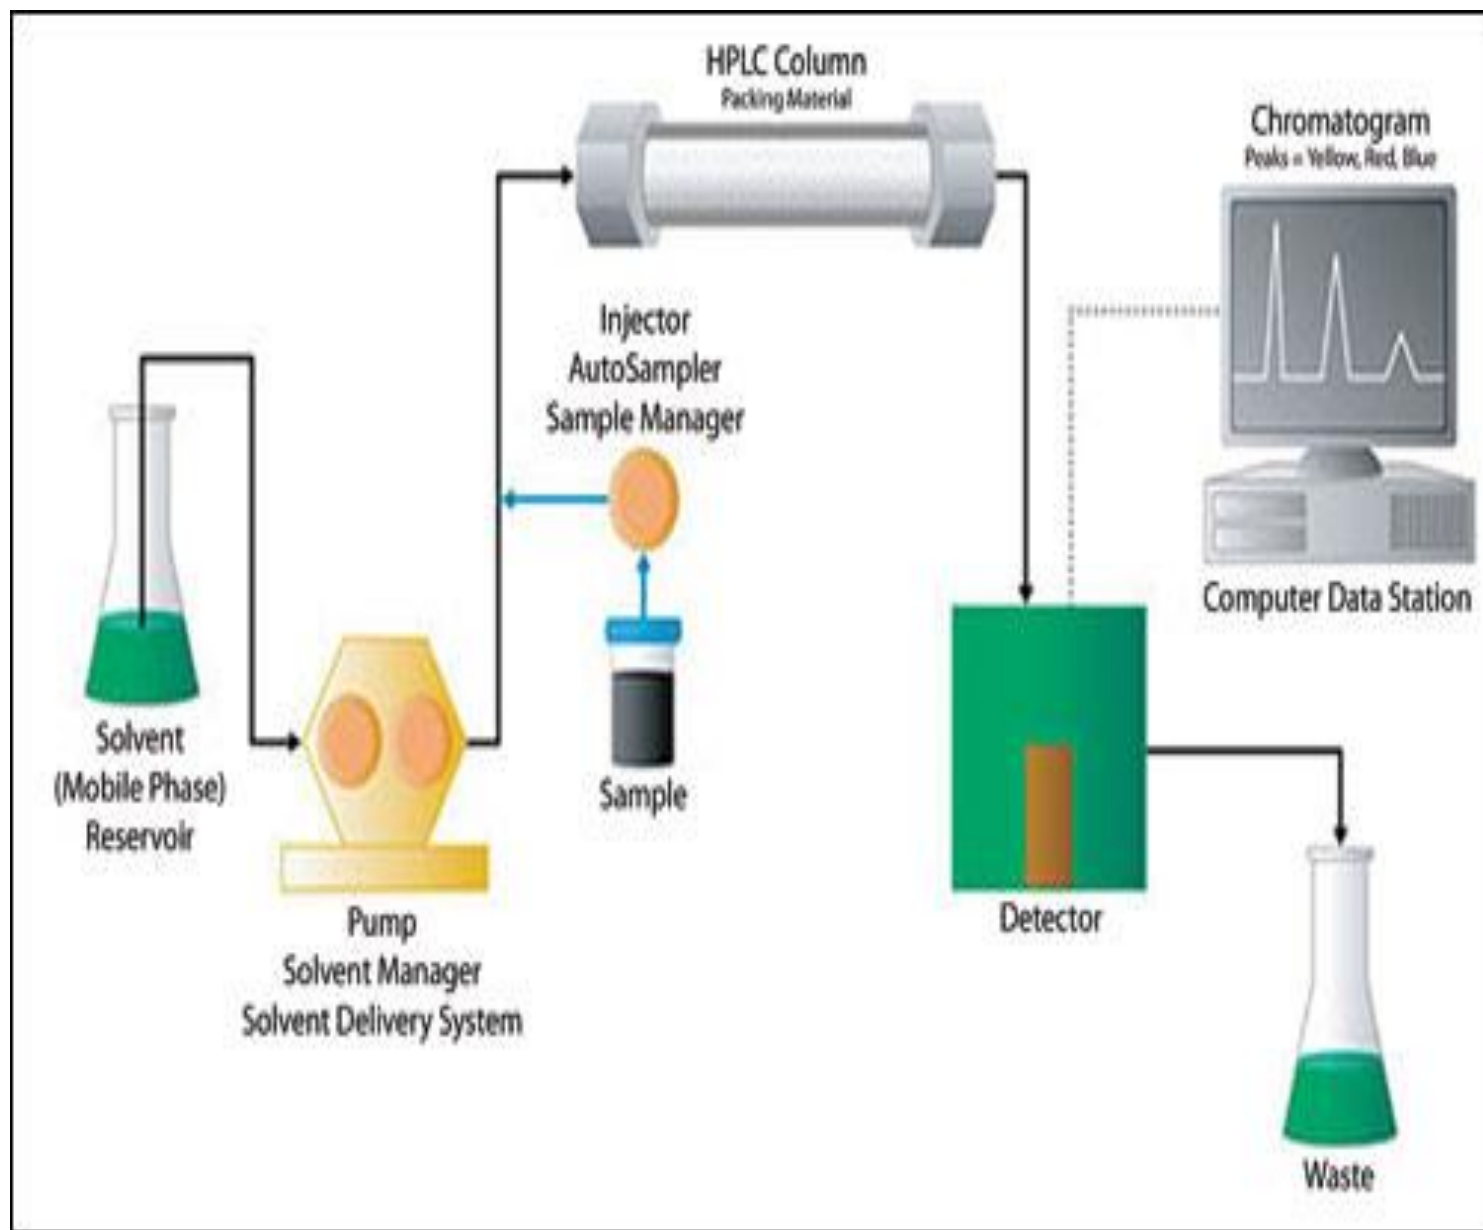 HPLC Column
Packing Material
Chromatogram
Peaks = Yellow, Red, Blue
Injector
AutoSampler
Sample Manager
Computer Data Station
Solvent
(Mobile Phase)
Reservoir
Sample
Pump
Solvent Manager
Solvent Delivery System
Detector
Waste